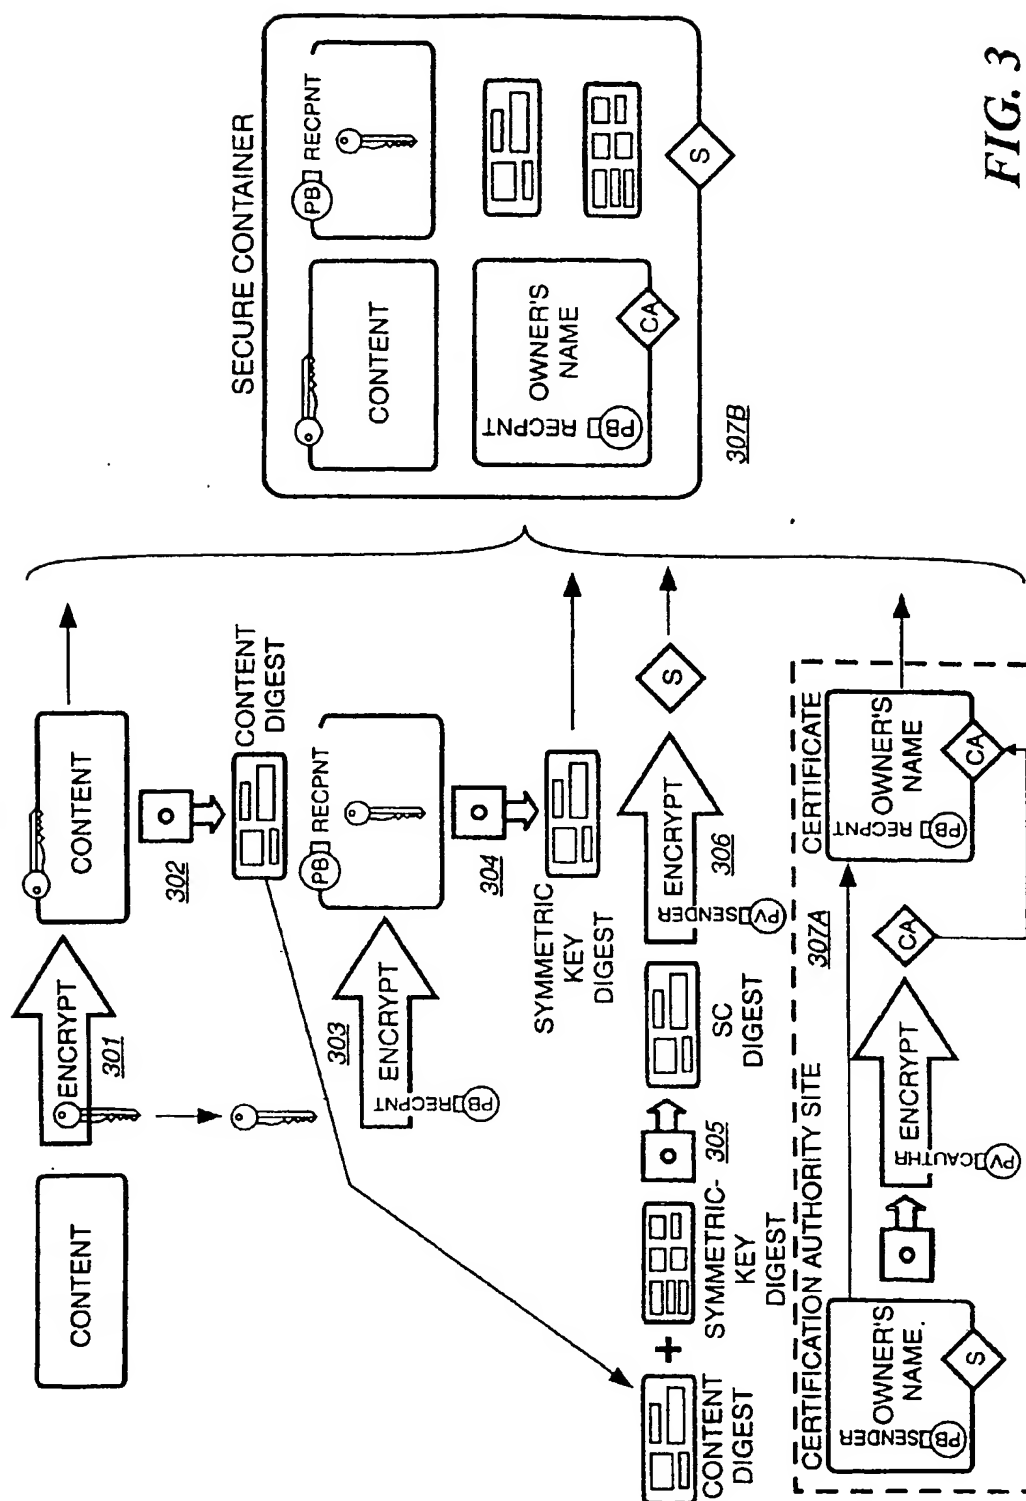 CONTENT
ENCRYPT
301
CONTENT
302
CONTENT
DIGEST
303
PB RECPNT
ENCRYPT
PB RECPNT
304
SYMMETRIC
KEY
DIGEST
CONTENT
DIGEST
+
SYMMETRIC-
KEY
DIGEST
305
SC
DIGEST
PV SENDER
ENCRYPT
306
S
CERTIFICATION AUTHORITY SITE
PB SENDER
OWNER'S
NAME.
S
PV CAUTHR
ENCRYPT
CA
307A
CERTIFICATE
PB RECPNT
OWNER'S
NAME
CA
SECURE CONTAINER
CONTENT
PB RECPNT
PB RECPNT
OWNER'S
NAME
CA
S
307B
FIG. 3